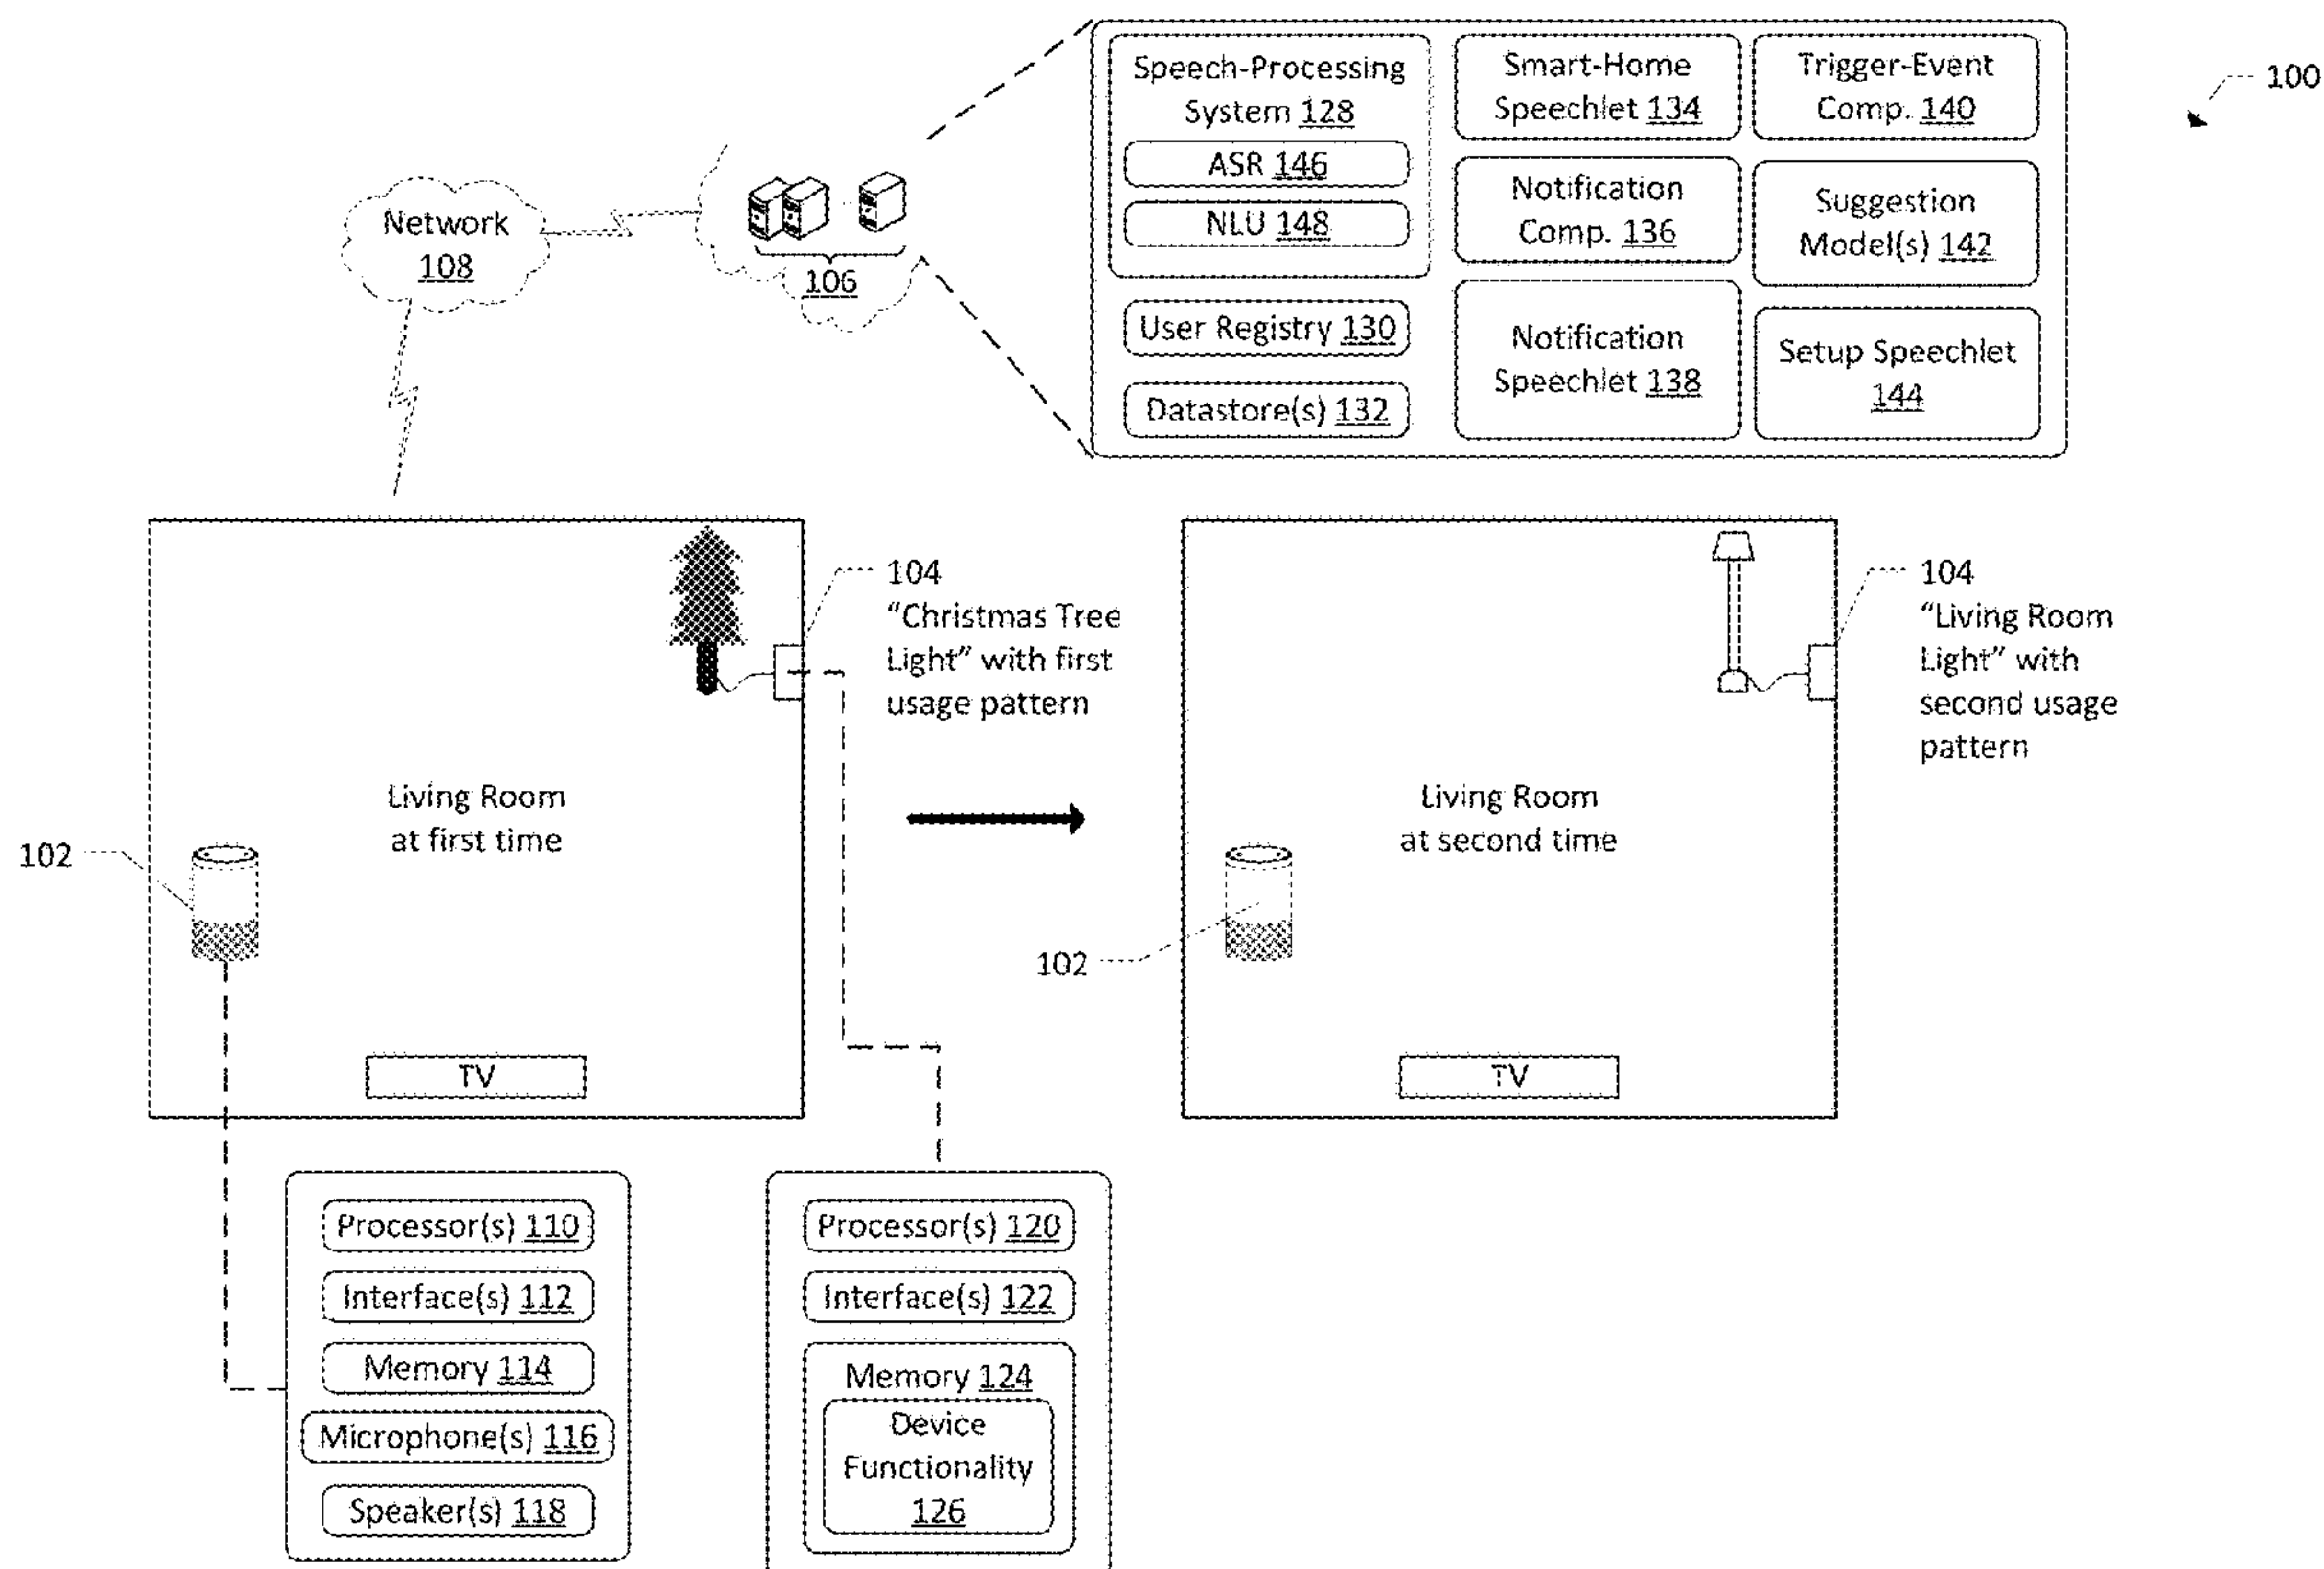 100
Speech-Processing
System 128
ASR 146
NLU 148
User Registry 130
Datastore(s) 132
Smart-Home
Speechlet 134
Notification
Comp. 136
Notification
Speechlet 138
Trigger-Event
Comp. 140
Suggestion
Model(s) 142
Setup Speechlet
144
Network
108
106
104
“Christmas Tree
Light” with first
usage pattern
Living Room
at first time
102
TV
104
“Living Room
Light” with
second usage
pattern
Living Room
at second time
102
TV
Processor(s) 110
Interface(s) 112
Memory 114
Microphone(s) 116
Speaker(s) 118
Processor(s) 120
Interface(s) 122
Memory 124
Device
Functionality
126